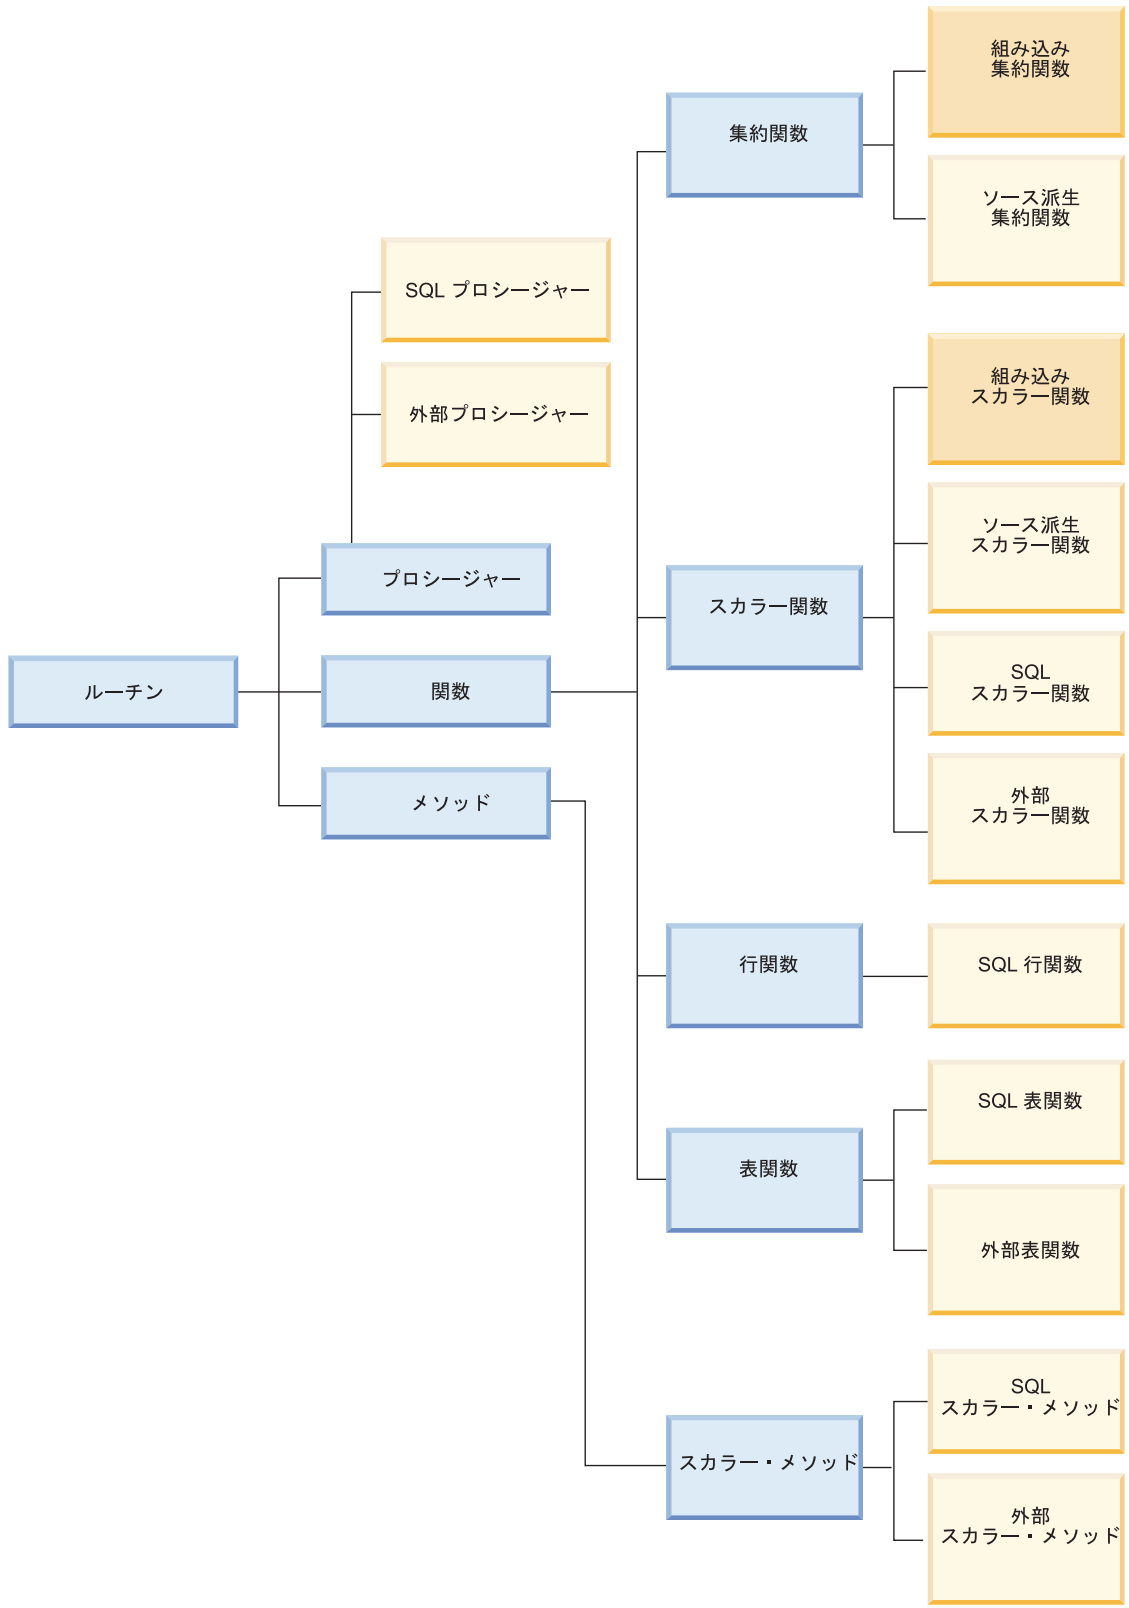 組み込み
集約関数
集約関数
ソース派生
集約関数
SQL プロシージャー
外部プロシージャー
組み込み
スカラー関数
ソース派生
スカラー関数
プロシージャー
スカラー関数
ルーチン
関数
SQL
スカラー関数
メソッド
外部
スカラー関数
行関数
SQL 行関数
SQL 表関数
表関数
外部表関数
SQL
スカラー・メソッド
スカラー・メソッド
外部
スカラー・メソッド